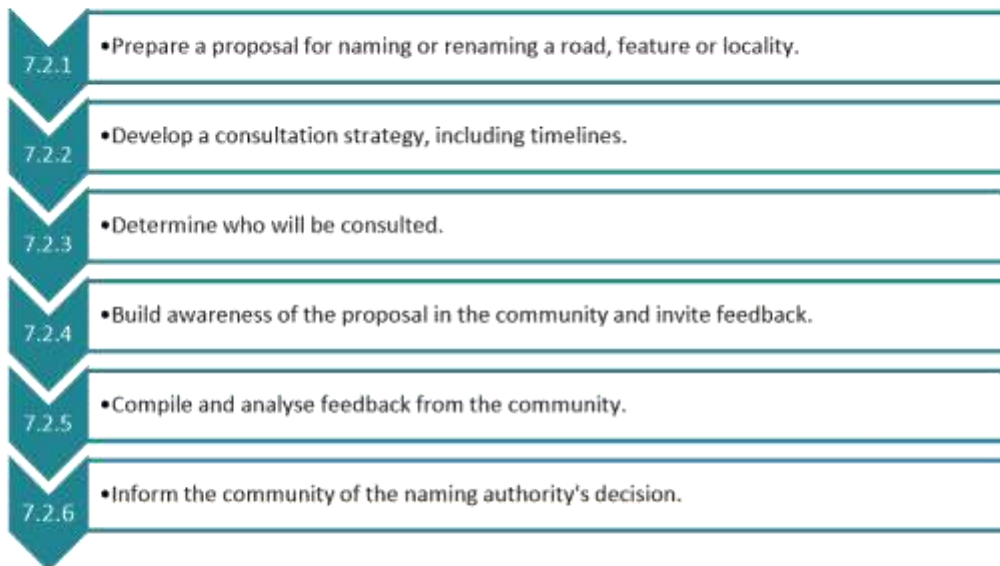 7.2.1
•Prepare a proposal for naming or renaming a road, feature or locality.
7.2.2
•Develop a consultation strategy, including timelines.
7.2.3
•Determine who will be consulted.
7.2.4
•Build awareness of the proposal in the community and invite feedback.
7.2.5
•Compile and analyse feedback from the community.
7.2.6
•Inform the community of the naming authority's decision.